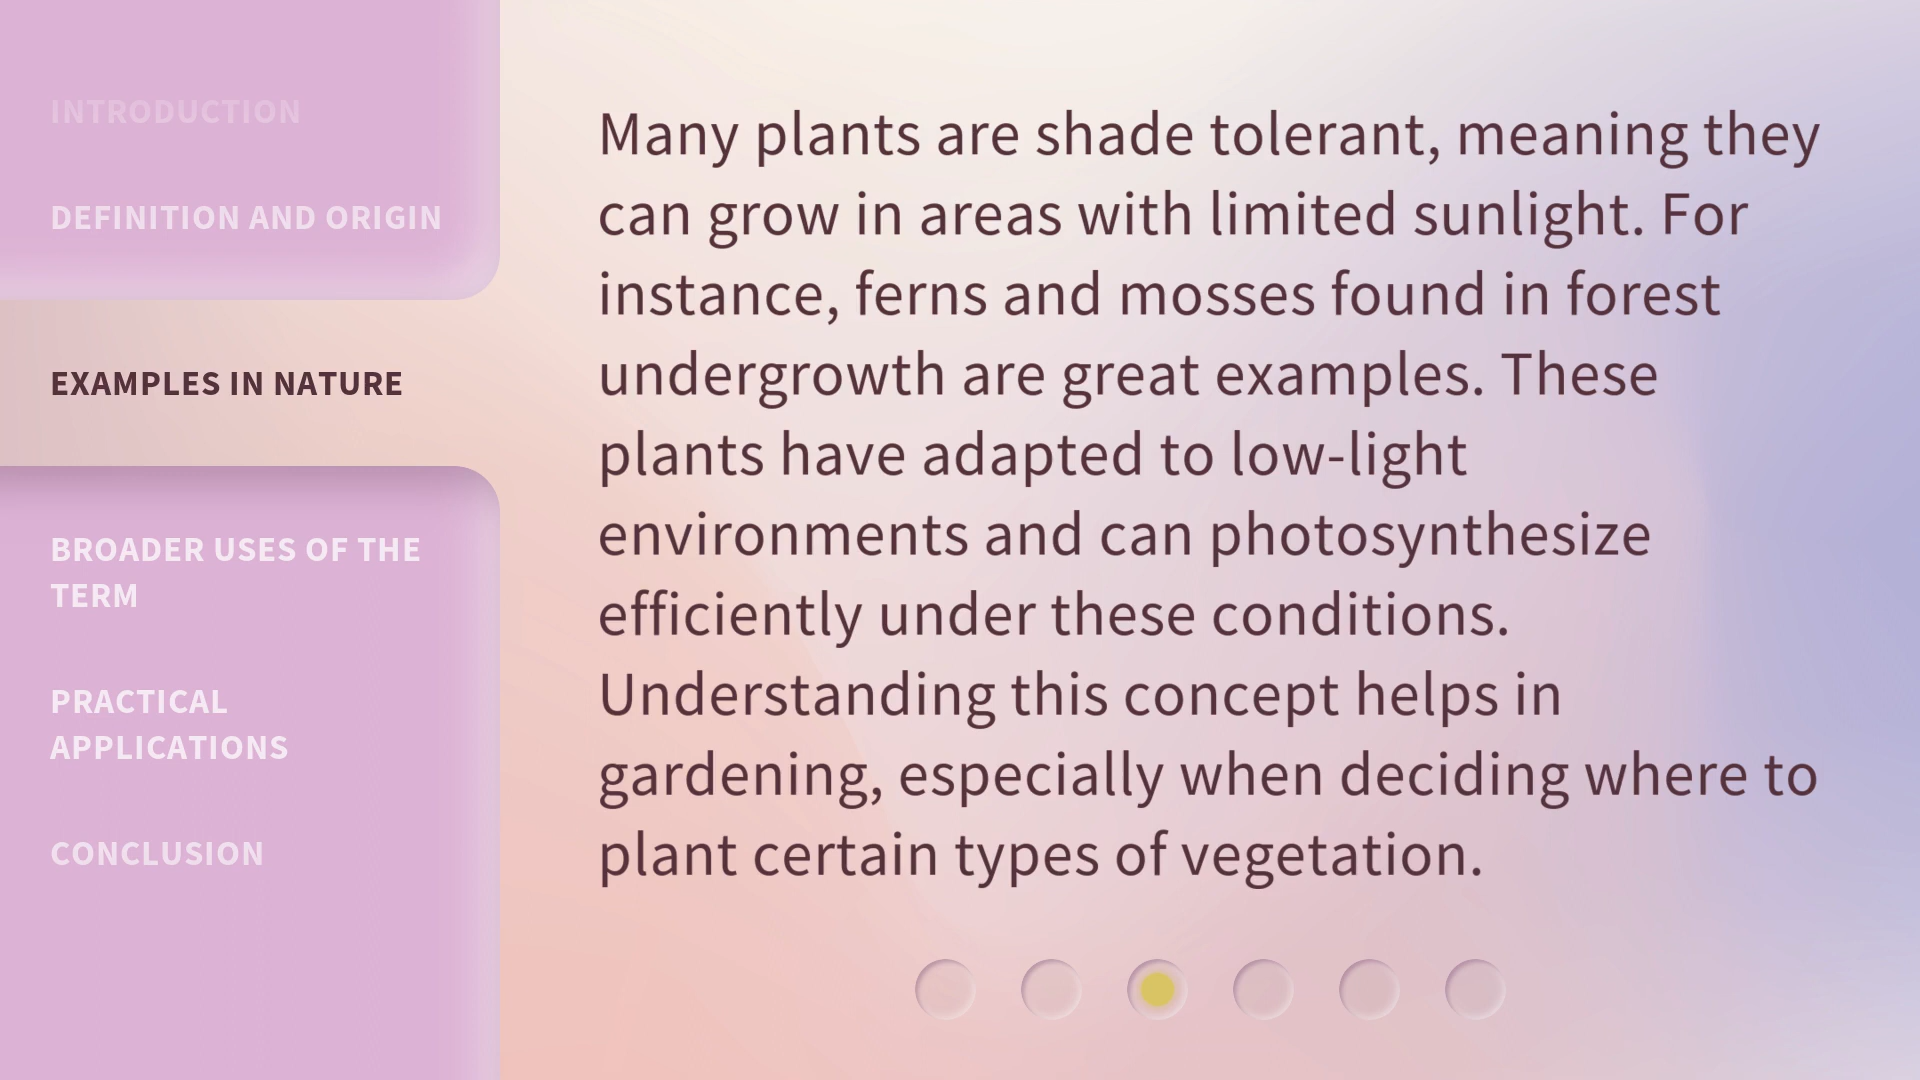 INTRODUCTION
DEFINITION AND ORIGIN
EXAMPLES IN NATURE
BROADER USES OF THE
TERM
PRACTICAL
APPLICATIONS
CONCLUSION
Many plants are shade tolerant, meaning they
can grow in areas with limited sunlight. For
instance, ferns and mosses found in forest
undergrowth are great examples. These
plants have adapted to low-light
environments and can photosynthesize
efficiently under these conditions.
Understanding this concept helps in
gardening, especially when deciding where to
plant certain types of vegetation.